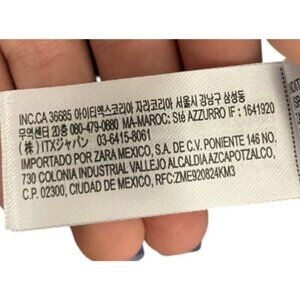 INC.CA 36685 아이티엑스코리아 자라코리아 서울시 강남구 삼성동
무역센터 20층 080-479-0880 MA-MAROC: Sté AZZURRO IF : 1641920
(株) ITXジャパン 03-6415-8061
IMPORTADO POR ZARA MEXICO, S.A. DE C.V. PONIENTE 146 NO.
730 COLONIA INDUSTRIAL VALLEJO ALCALDIA AZCAPOTZALCO,
C.P. 02300, CIUDAD DE MEXICO, RFC:ZME920824KM3